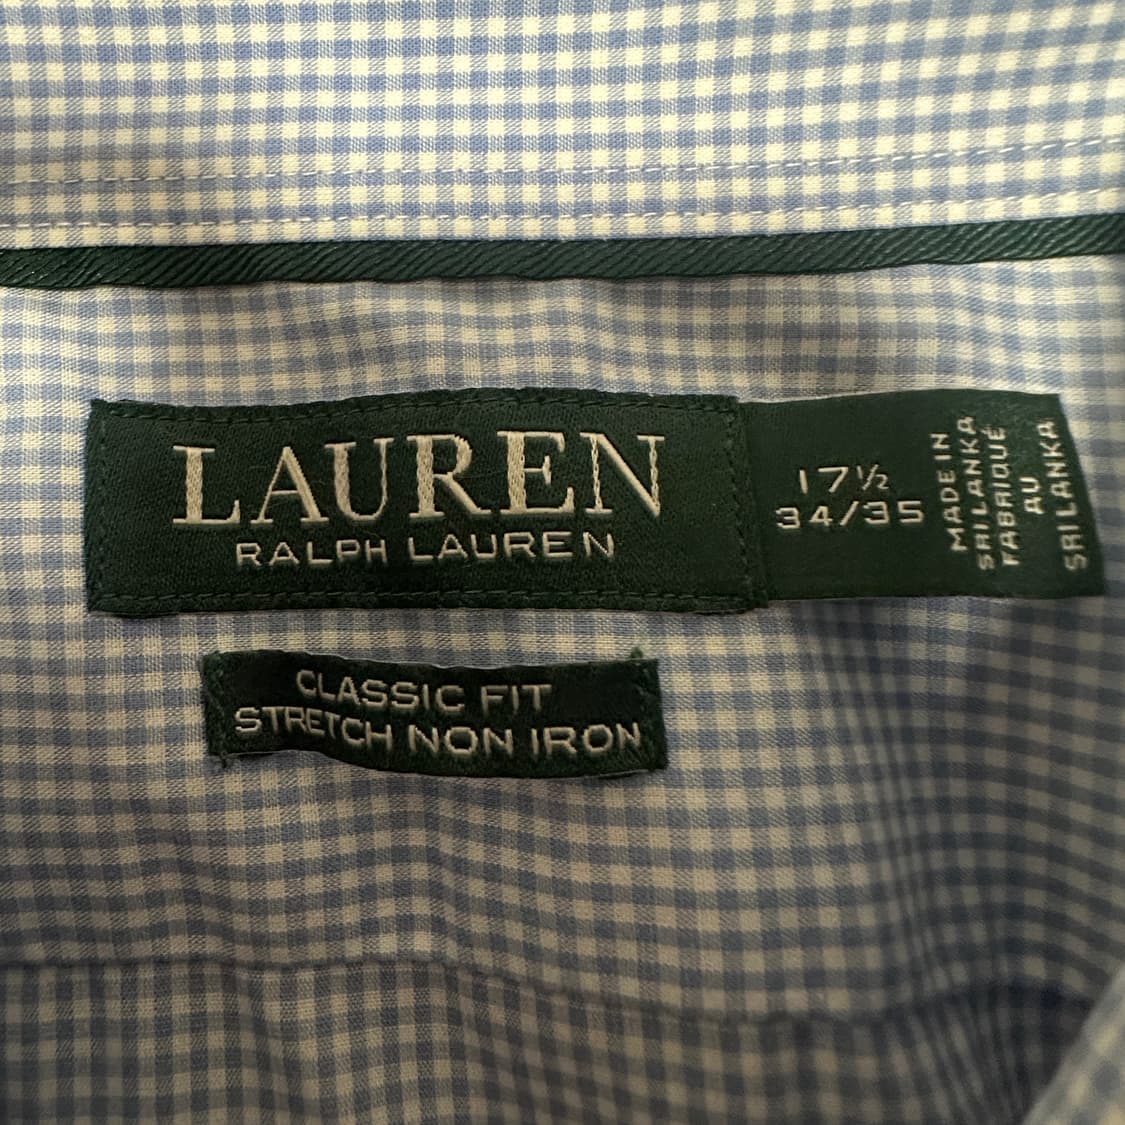 LAUREN
RALPH LAUREN
17½
34/35
MADE IN
SRI LANKA
FABRIQUÉ
AU
SRI LANKA
CLASSIC FIT
STRETCH NON IRON